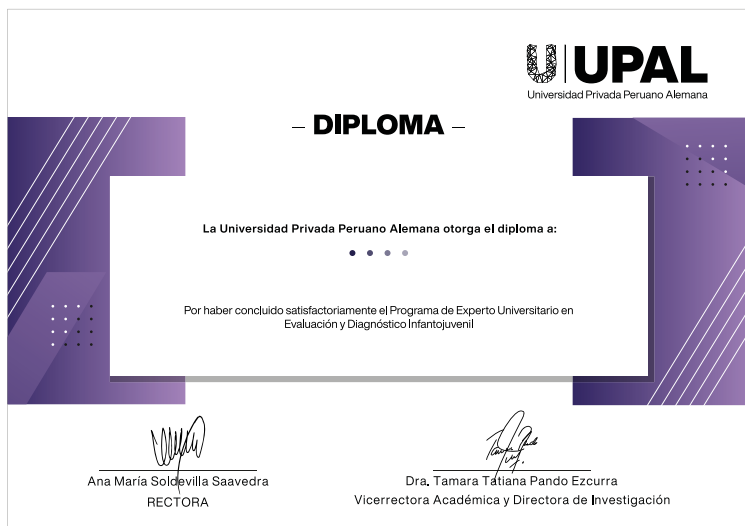 UPAL
Universidad Privada Peruano Alemana
– DIPLOMA –
La Universidad Privada Peruano Alemana otorga el diploma a:
Por haber concluido satisfactoriamente el Programa de Experto Universitario en
Evaluación y Diagnóstico Infantojuvenil
Ana María Soldevilla Saavedra
RECTORA
Dra. Tamara Tatiana Pando Ezcurra
Vicerrectora Académica y Directora de Investigación